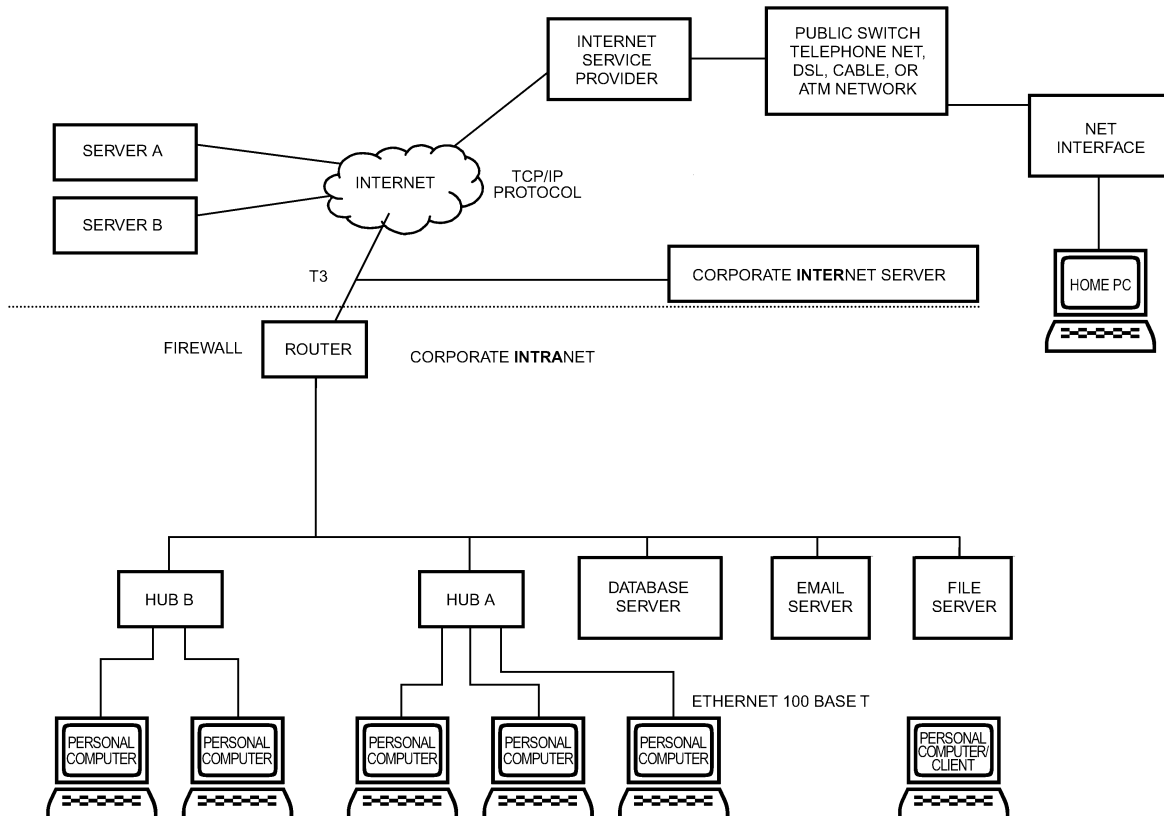 INTERNET
SERVICE
PROVIDER
PUBLIC SWITCH
TELEPHONE NET,
DSL, CABLE, OR
ATM NETWORK
NET
INTERFACE
SERVER A
INTERNET
TCP/IP
PROTOCOL
SERVER B
T3
CORPORATE INTERNET SERVER
HOME PC
FIREWALL
ROUTER
CORPORATE INTRANET
HUB B
HUB A
DATABASE
SERVER
EMAIL
SERVER
FILE
SERVER
ETHERNET 100 BASE T
PERSONAL
COMPUTER
PERSONAL
COMPUTER
PERSONAL
COMPUTER
PERSONAL
COMPUTER
PERSONAL
COMPUTER
PERSONAL
COMPUTER/
CLIENT